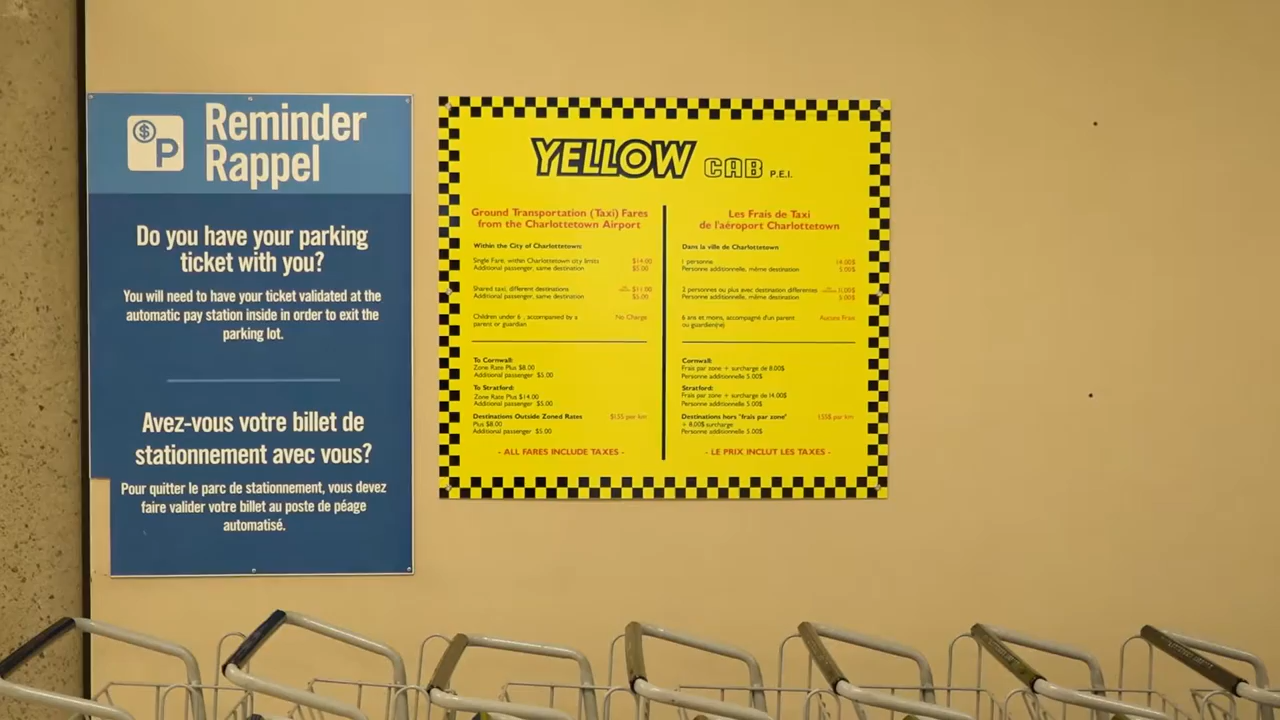 Reminder
Rappel
Do you have your parking
ticket with you?
You will need to have your ticket validated at the
automatic pay station inside in order to exit the
parking lot.
Avez-vous votre billet de
stationnement avec vous?
Pour quitter le parc de stationnement, vous devez
faire valider votre billet au poste de péage
automatisé.
YELLOW CAB P.E.I.
Ground Transportation (Taxi) Fares
from the Charlottetown Airport
Within the City of Charlottetown:
Single Fare, within Charlottetown city limits $14.00
Additional passenger, same destination $5.00
Shared taxi, different destinations $11.00
Additional passenger, same destination $5.00
Children under 6 , accompanied by a No Charge
parent or guardian
To Cornwall:
Zone Rate Plus $8.00
Additional passenger $5.00
To Stratford:
Zone Rate Plus $14.00
Additional passenger $5.00
Destinations Outside Zoned Rates $1.55 per km
Plus $8.00
Additional passenger $5.00
- ALL FARES INCLUDE TAXES -
Les Frais de Taxi
de l'aéroport Charlottetown
Dans la ville de Charlottetown
1 personne 14.00$
Personne additionnelle, même destination 5.00$
2 personnes ou plus avec destination differentes 11.00$
Personne additionnelle, même destination 5.00$
6 ans et moins, accompagné d'un parent Aucuns Frais
ou guardien(ne)
Cornwall:
Frais par zone + surcharge de 8.00$
Personne additionnelle 5.00$
Stratford:
Frais par zone + surcharge de 14.00$
Personne additionnelle 5.00$
Destinations hors "frais par zone" 1.55$ per km
+ 8.00$ surcharge
Personne additionnelle 5.00$
- LE PRIX INCLUT LES TAXES -